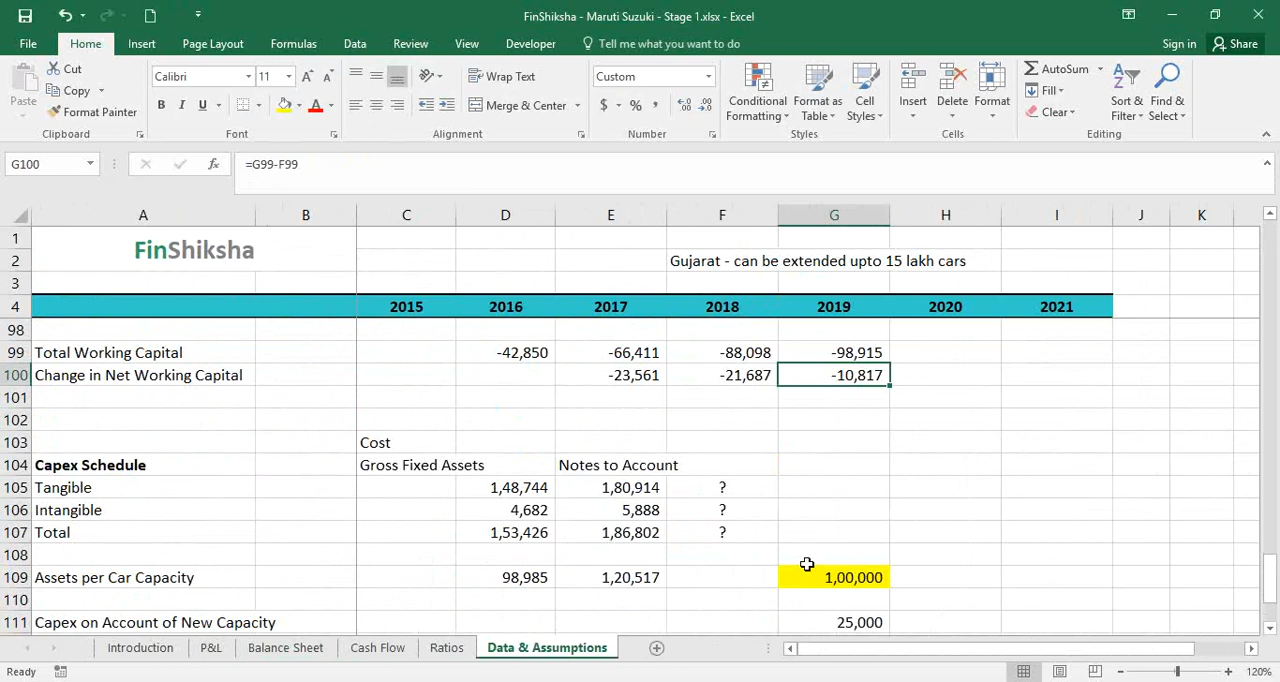 FinShiksha - Maruti Suzuki - Stage 1.xlsx - Excel
File Home Insert Page Layout Formulas Data Review View Developer Tell me what you want to do Sign in Share
Paste Cut Copy Format Painter Clipboard
Calibri 11 A A B I U A Font
Wrap Text Merge & Center Alignment
Custom $ % , Number
Conditional Formatting Format as Table Cell Styles Styles
Insert Delete Format Cells
AutoSum Fill Clear Sort & Filter Find & Select Editing
G100 fx =G99-F99
A B C D E F G H I J K
1 FinShiksha
2 Gujarat - can be extended upto 15 lakh cars
3
4 2015 2016 2017 2018 2019 2020 2021
98
99 Total Working Capital -42,850 -66,411 -88,098 -98,915
100 Change in Net Working Capital -23,561 -21,687 -10,817
101
102
103 Cost
104 Capex Schedule Gross Fixed Assets Notes to Account
105 Tangible 1,48,744 1,80,914 ?
106 Intangible 4,682 5,888 ?
107 Total 1,53,426 1,86,802 ?
108
109 Assets per Car Capacity 98,985 1,20,517 1,00,000
110
111 Capex on Account of New Capacity 25,000
Introduction P&L Balance Sheet Cash Flow Ratios Data & Assumptions
Ready 120%